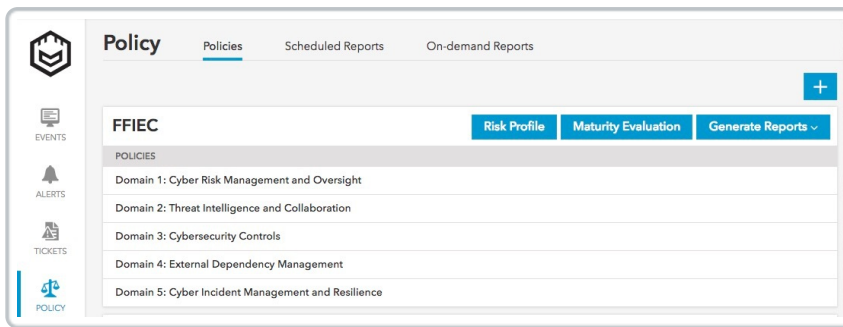 Policy Policies Scheduled Reports On-demand Reports
+
EVENTS
ALERTS
TICKETS
POLICY
FFIEC Risk Profile Maturity Evaluation Generate Reports
POLICIES
Domain 1: Cyber Risk Management and Oversight
Domain 2: Threat Intelligence and Collaboration
Domain 3: Cybersecurity Controls
Domain 4: External Dependency Management
Domain 5: Cyber Incident Management and Resilience